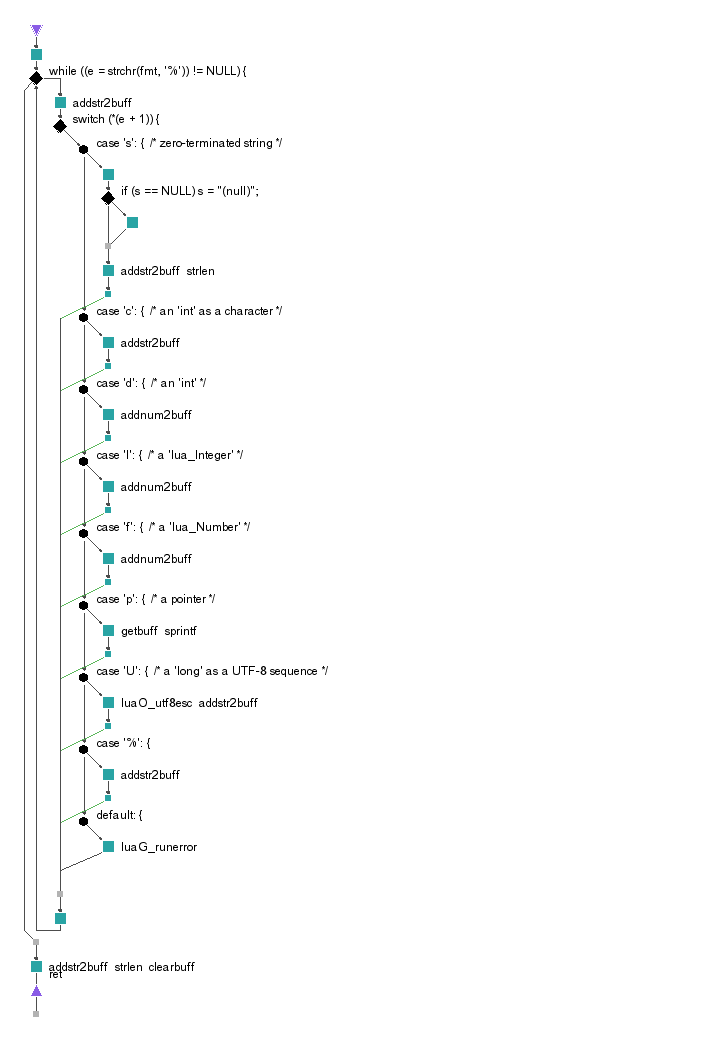 while ((e = strchr(fmt, '%')) != NULL) {
addstr2buff
switch (*(e + 1)) {
case 's': {  /* zero-terminated string */
if (s == NULL) s = "(null)";
addstr2buff  strlen
case 'c': {  /* an 'int' as a character */
addstr2buff
case 'd': {  /* an 'int' */
addnum2buff
case 'I': {  /* a 'lua_Integer' */
addnum2buff
case 'f': {  /* a 'lua_Number' */
addnum2buff
case 'p': {  /* a pointer */
getbuff  sprintf
case 'U': {  /* a 'long' as a UTF-8 sequence */
luaO_utf8esc  addstr2buff
case '%': {
addstr2buff
default: {
luaG_runerror
addstr2buff  strlen  clearbuff
ret